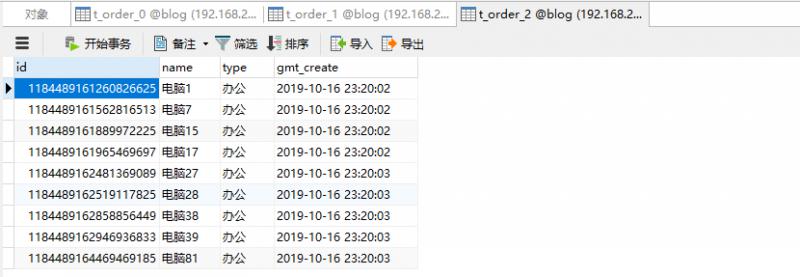 对象 t_order_0 @blog (192.168.2... t_order_1 @blog (192.168.2... t_order_2 @blog (192.168.2...
开始事务 备注 筛选 排序 导入 导出
id name type gmt_create
1184489161260826625 电脑1 办公 2019-10-16 23:20:02
1184489161562816513 电脑7 办公 2019-10-16 23:20:02
1184489161889972225 电脑15 办公 2019-10-16 23:20:02
1184489161965469697 电脑17 办公 2019-10-16 23:20:02
1184489162481369089 电脑27 办公 2019-10-16 23:20:03
1184489162519117825 电脑28 办公 2019-10-16 23:20:03
1184489162858856449 电脑38 办公 2019-10-16 23:20:03
1184489162946936833 电脑39 办公 2019-10-16 23:20:03
1184489164469469185 电脑81 办公 2019-10-16 23:20:03